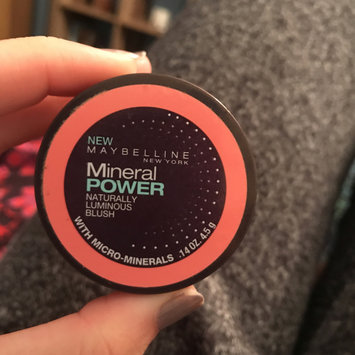 NEW
MAYBELLINE
NEW YORK
Mineral
POWER
NATURALLY
LUMINOUS
BLUSH
WITH MICRO-MINERALS .14 OZ. 4.5 g